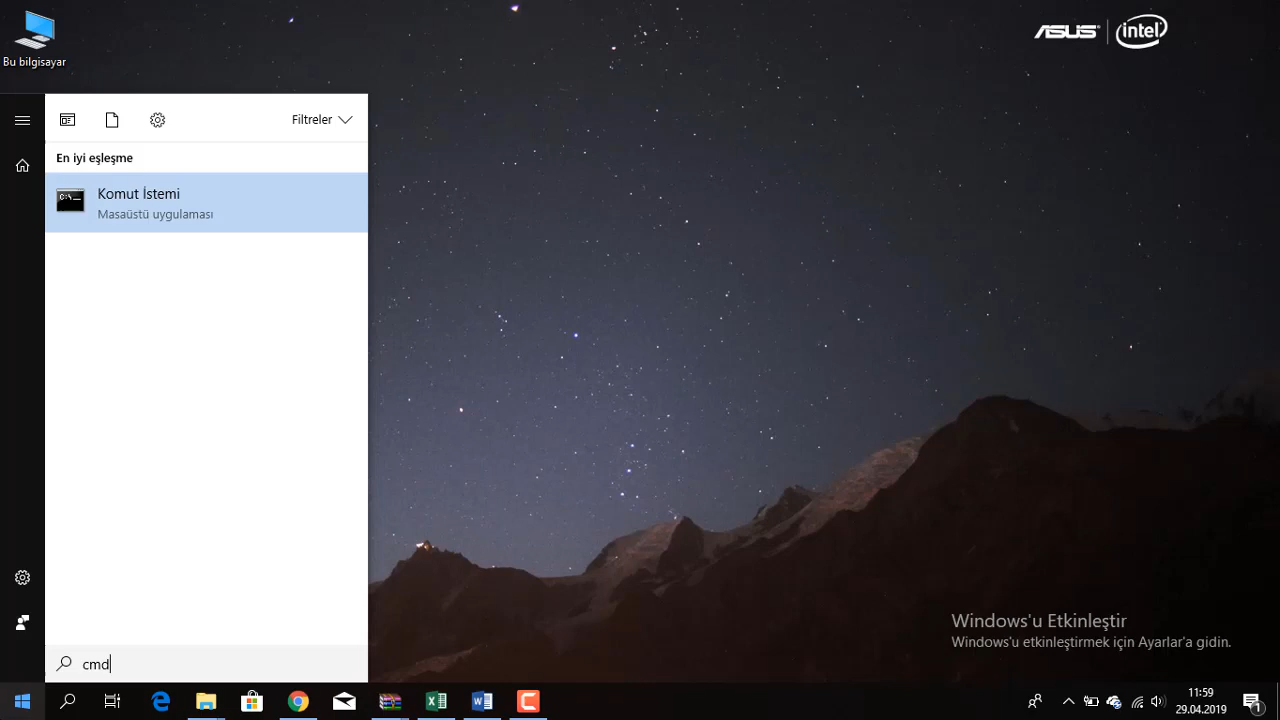 Bu bilgisayar
ASUS
intel
Filtreler
En iyi eşleşme
C:\
Komut İstemi
Masaüstü uygulaması
Windows'u Etkinleştir
Windows'u etkinleştirmek için Ayarlar'a gidin.
cmd
11:59
29.04.2019
1